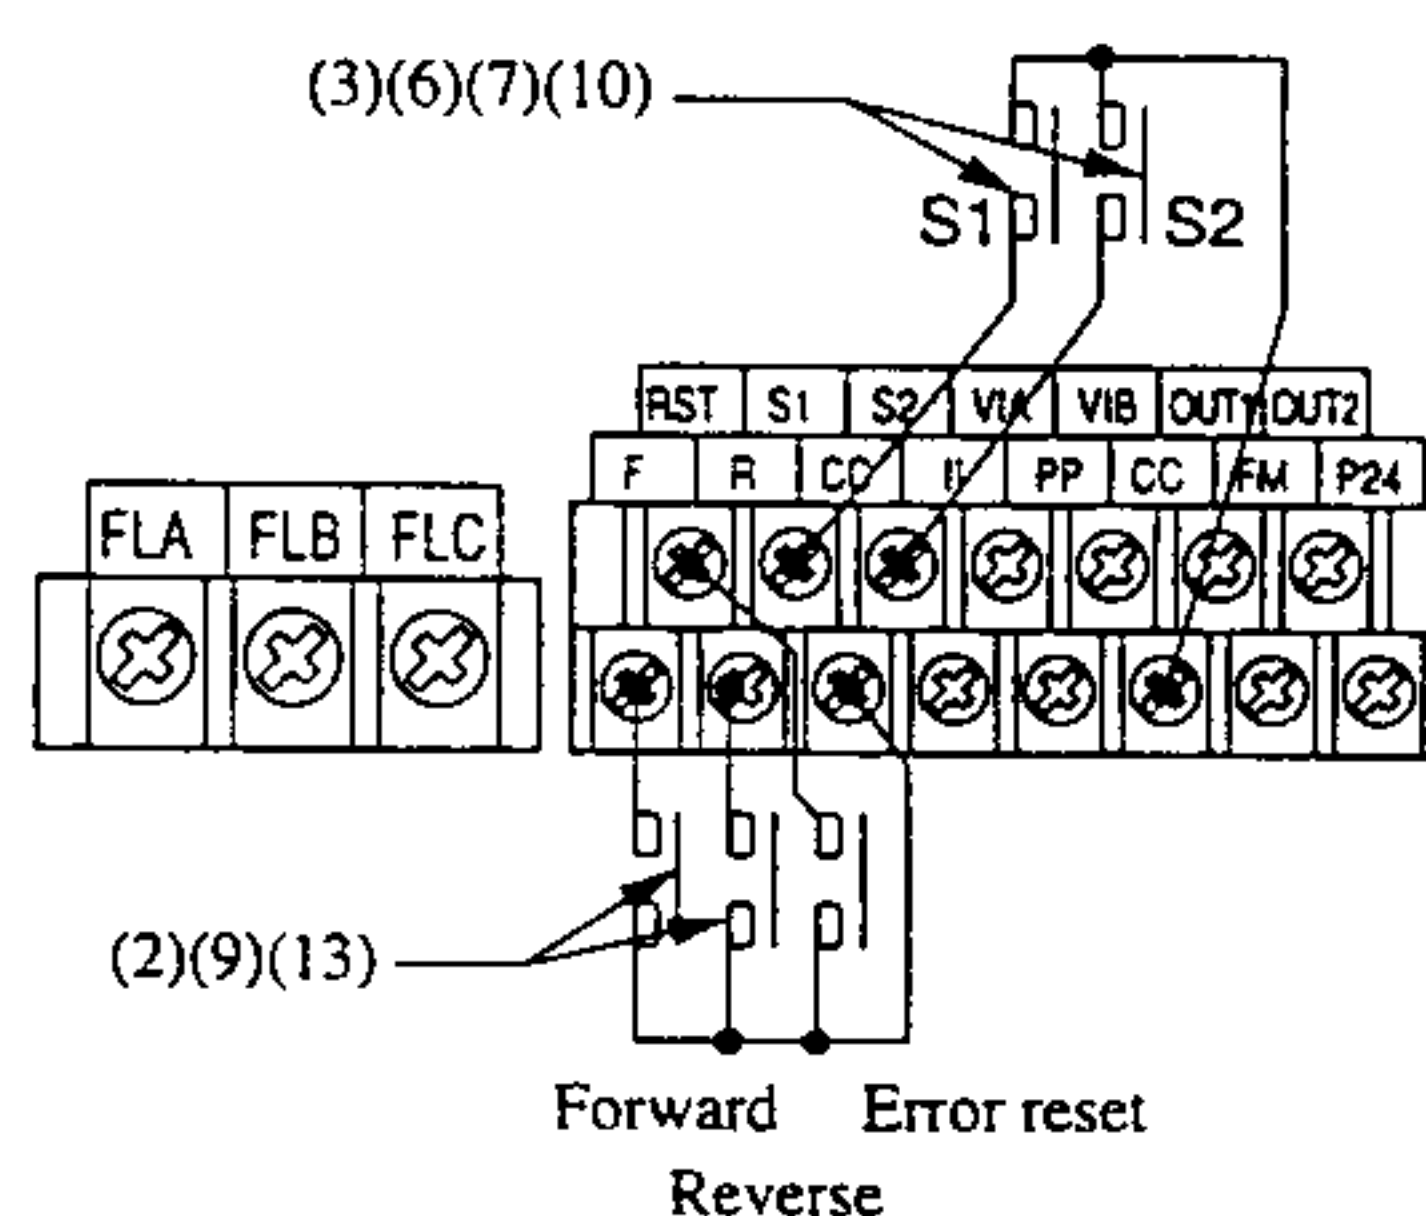 (3)(6)(7)(10)
S1 S2
RST S1 S2 VIA VIB OUT1 OUT2
F R CC II PP CC FM P24
FLA FLB FLC
(2)(9)(13)
Forward Error reset
Reverse